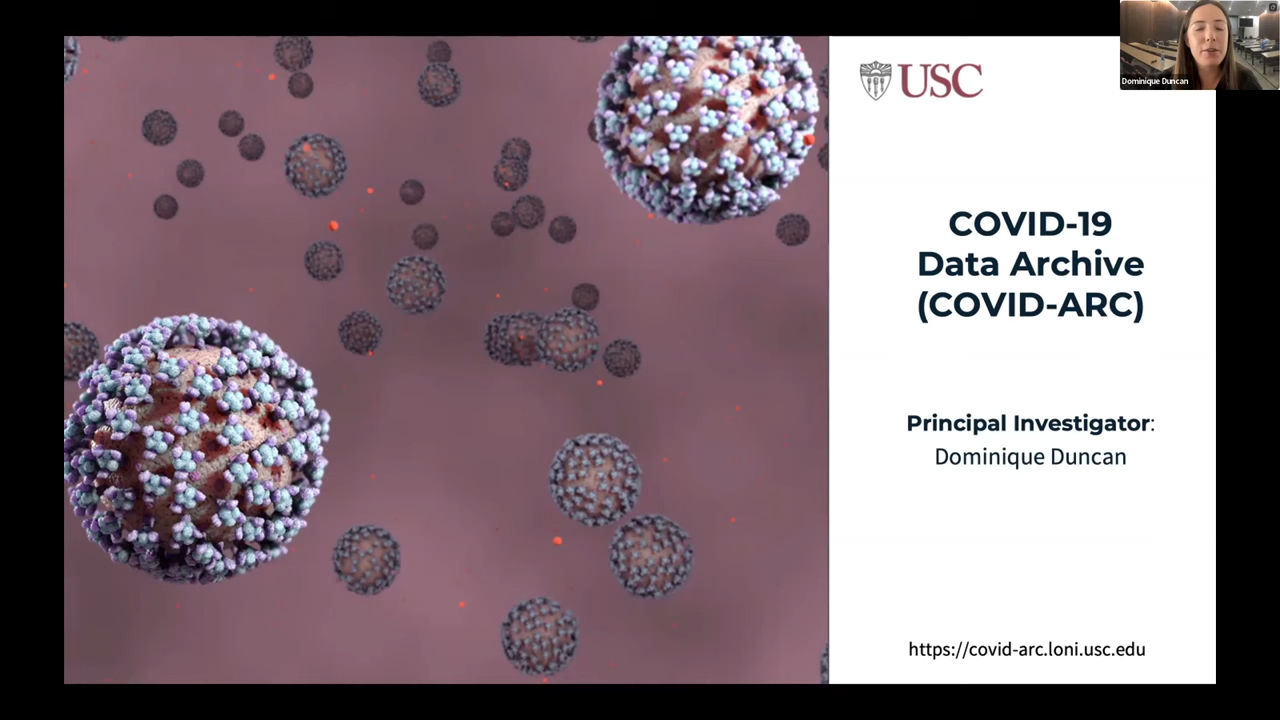 USC
COVID-19
Data Archive
(COVID-ARC)
Principal Investigator:
Dominique Duncan
https://covid-arc.loni.usc.edu
Dominique Duncan